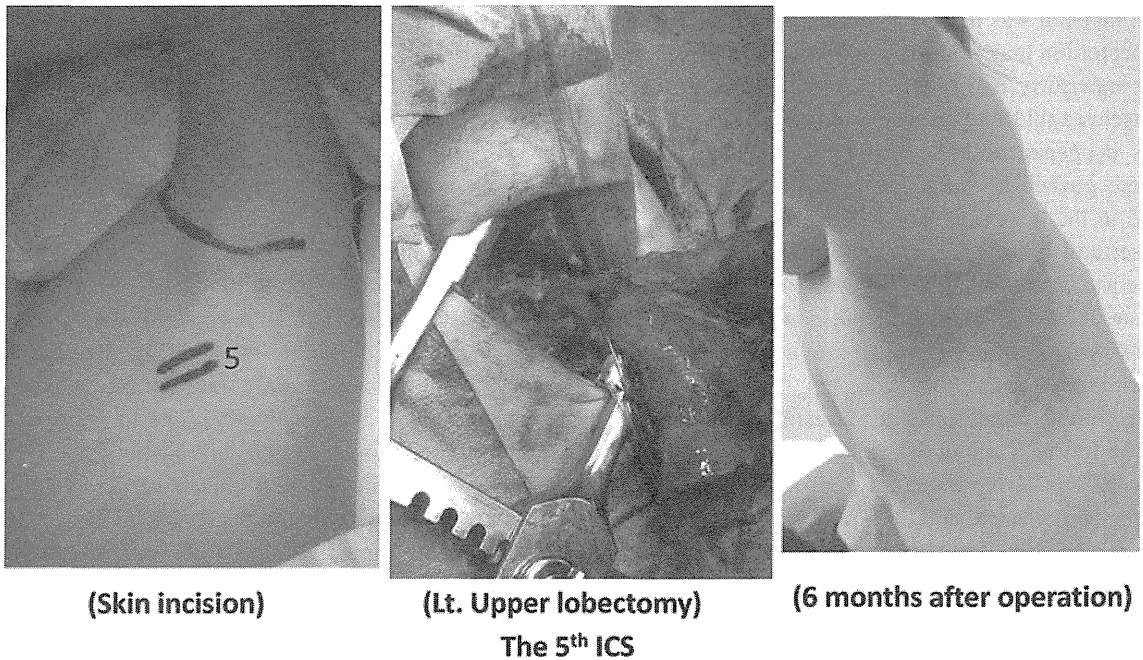 5
(Skin incision)
(Lt. Upper lobectomy)
(6 months after operation)
The 5th ICS